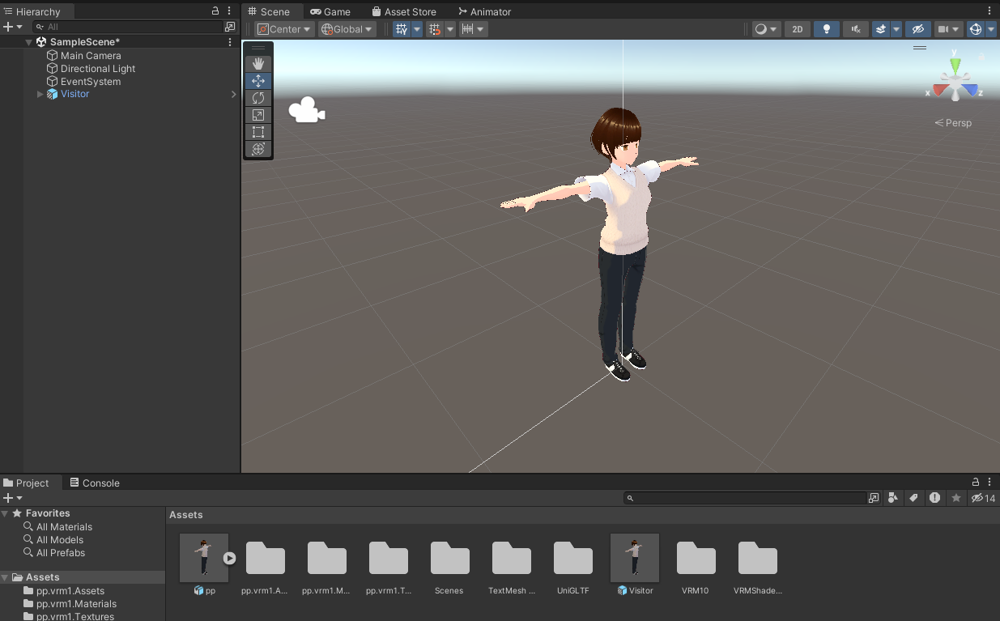 Hierarchy
All
SampleScene*
Main Camera
Directional Light
EventSystem
Visitor
Scene Game Asset Store Animator
Center Global 2D
y
x z
Persp
Project Console
14
Favorites
All Materials
All Models
All Prefabs
Assets
pp.vrm1.Assets
pp.vrm1.Materials
pp.vrm1.Textures
Assets
pp pp.vrm1.A... pp.vrm1.M... pp.vrm1.T... Scenes TextMesh ... UniGLTF Visitor VRM10 VRMShade...